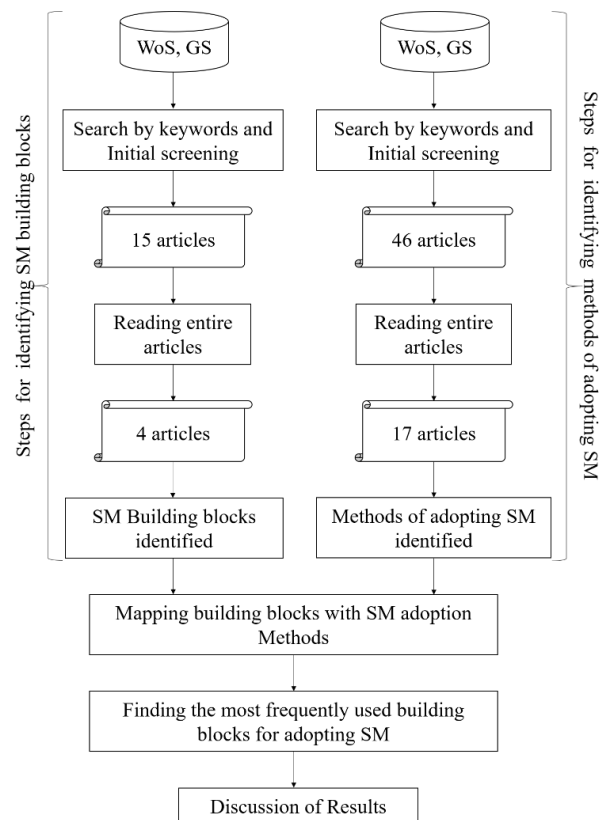 WoS, GS
Search by keywords and
Initial screening
15 articles
Reading entire
articles
4 articles
SM Building blocks
identified
Steps for identifying SM building blocks
WoS, GS
Search by keywords and
Initial screening
46 articles
Reading entire
articles
17 articles
Methods of adopting SM
identified
Steps for identifying methods of adopting SM
Mapping building blocks with SM adoption
Methods
Finding the most frequently used building
blocks for adopting SM
Discussion of Results